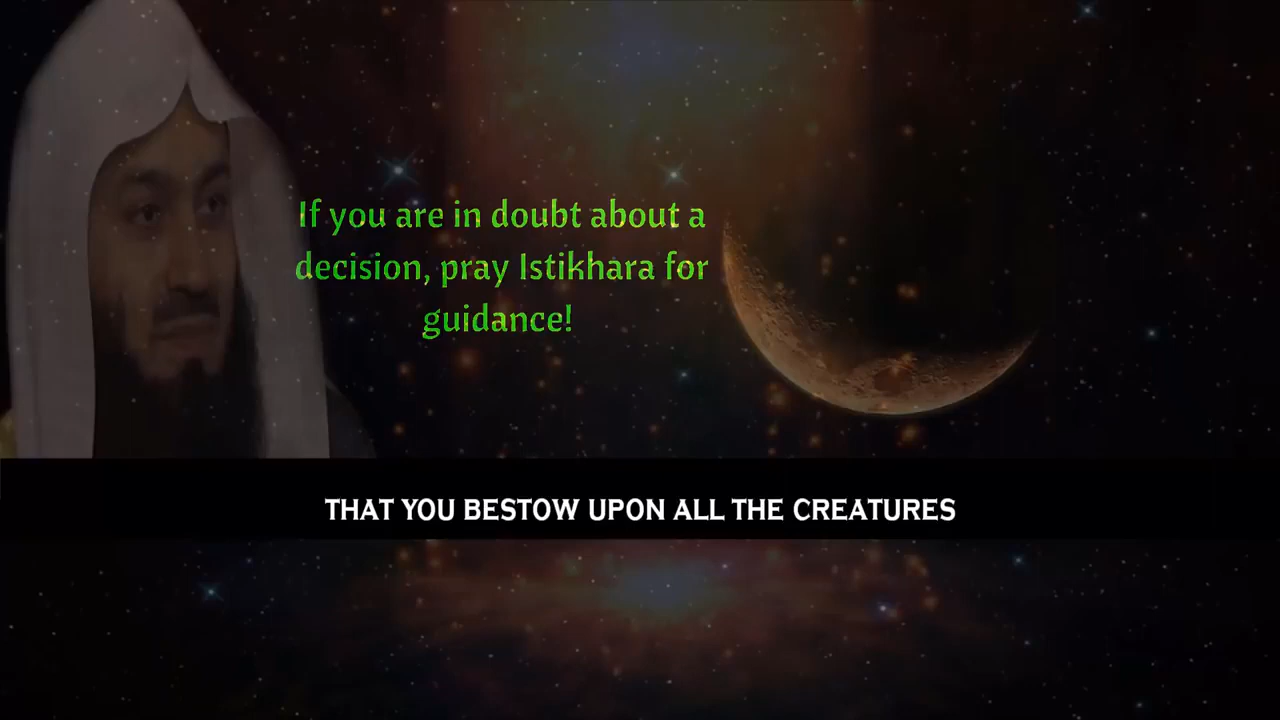 If you are in doubt about a
decision, pray Istikhara for
guidance!
THAT YOU BESTOW UPON ALL THE CREATURES